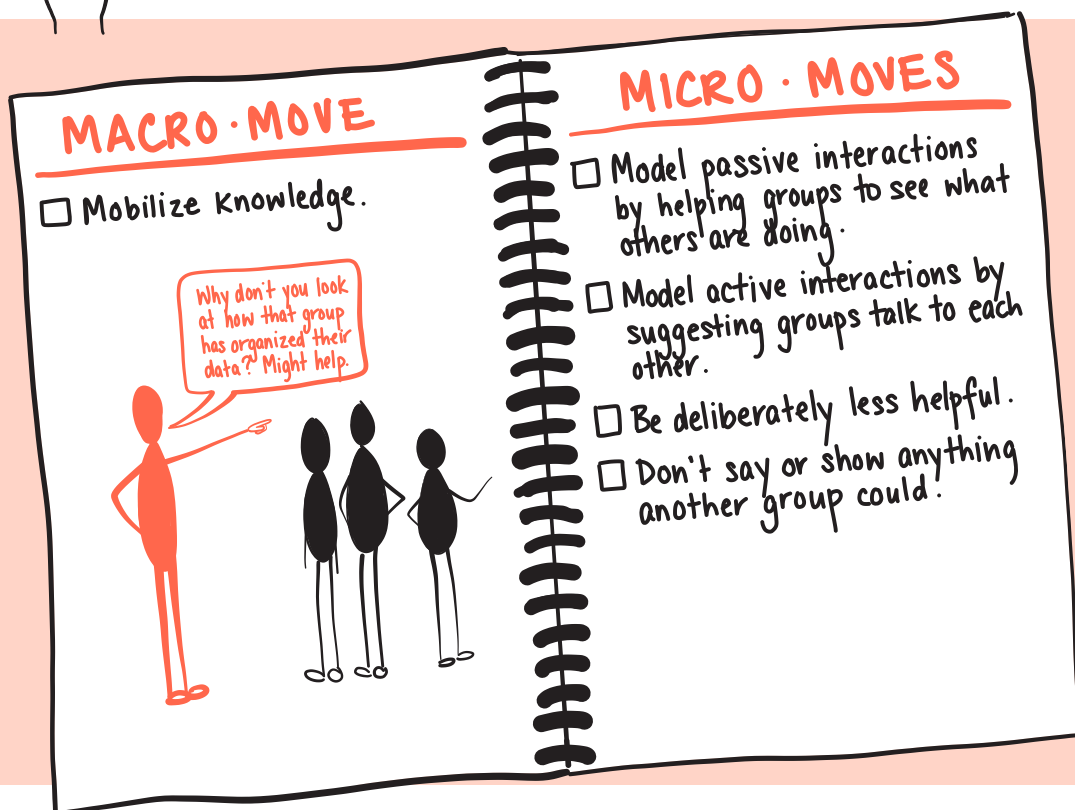 MACRO · MOVE
Mobilize Knowledge.
Why don't you look
at how that group
has organized their
data? Might help.
MICRO · MOVES
Model passive interactions
by helping groups to see what
others are doing.
Model active interactions by
suggesting groups talk to each
other.
Be deliberately less helpful.
Don't say or show anything
another group could.